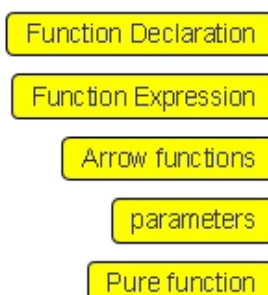 Function Declaration
Function Expression
Arrow functions
parameters
Pure function